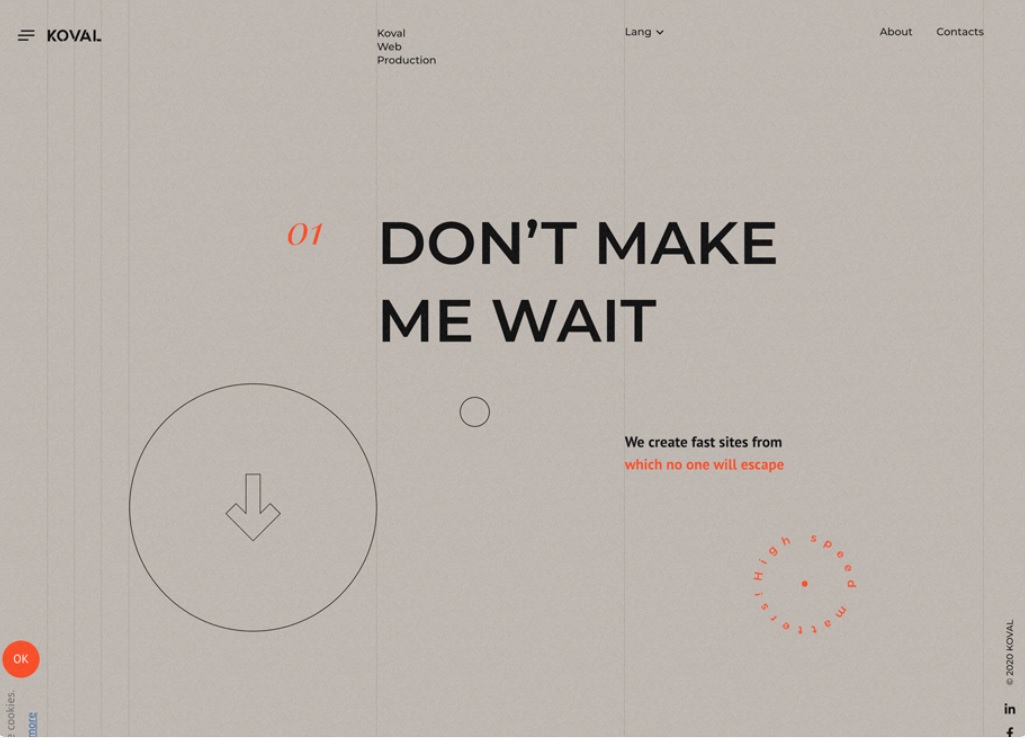 KOVAL
Koval
Web
Production
Lang
About
Contacts
01
DON’T MAKE
ME WAIT
We create fast sites from
which no one will escape
High speed matters!
OK
cookies.
more
© 2020 KOVAL
in
f